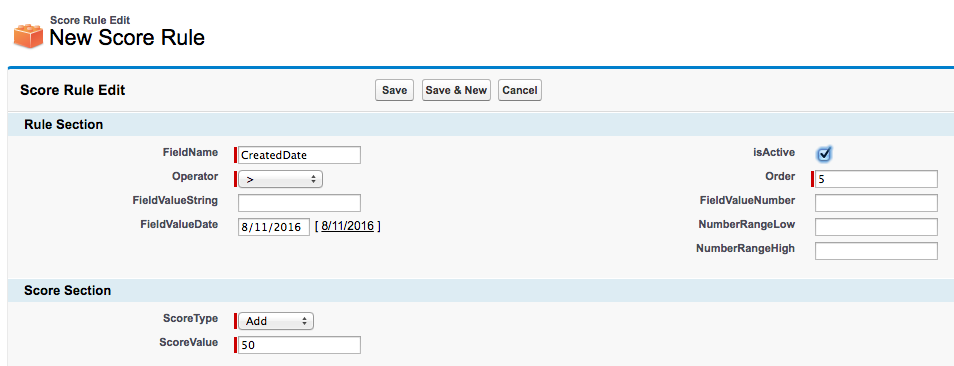 Score Rule Edit
New Score Rule
Score Rule Edit Save Save & New Cancel
Rule Section
FieldName CreatedDate isActive
Operator > Order 5
FieldValueString FieldValueNumber
FieldValueDate 8/11/2016 [ 8/11/2016 ] NumberRangeLow
NumberRangeHigh
Score Section
ScoreType Add
ScoreValue 50